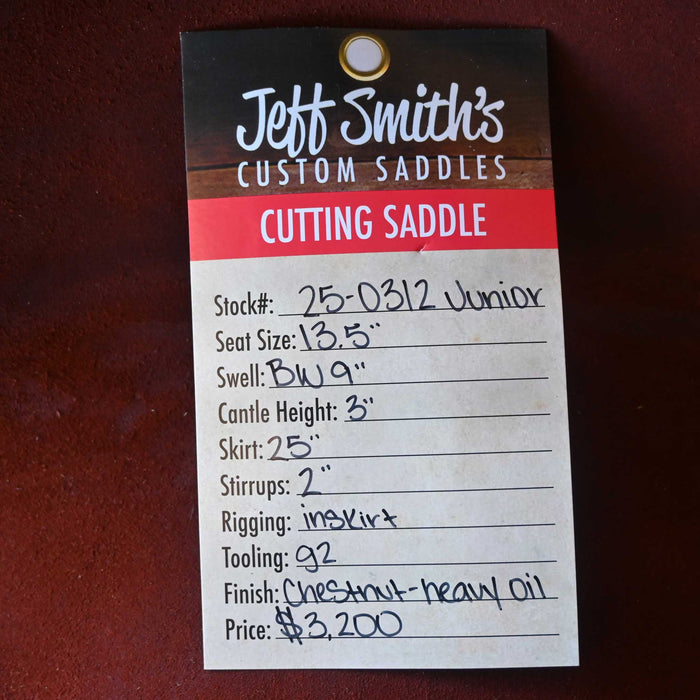 Jeff Smith's
CUSTOM SADDLES
CUTTING SADDLE
Stock#: 25-0312 Junior
Seat Size: 13.5"
Swell: BW 9"
Cantle Height: 3"
Skirt: 25"
Stirrups: 2"
Rigging: inskirt
Tooling: g2
Finish: Chestnut-heavy oil
Price: $3,200